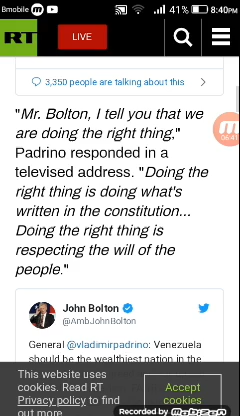 Bmobile 41% 8:40PM
RT LIVE
3,350 people are talking about this
"Mr. Bolton, I tell you that we
are doing the right thing,"
Padrino responded in a
televised address. "Doing the
right thing is doing what's
written in the constitution...
Doing the right thing is
respecting the will of the
people."
06:41
John Bolton
@AmbJohnBolton
General @vladimirpadrino: Venezuela
should be the wealthiest nation in the
This website uses
cookies. Read RT
Privacy policy to find
out more.
Accept
cookies
Recorded by
Mobizen